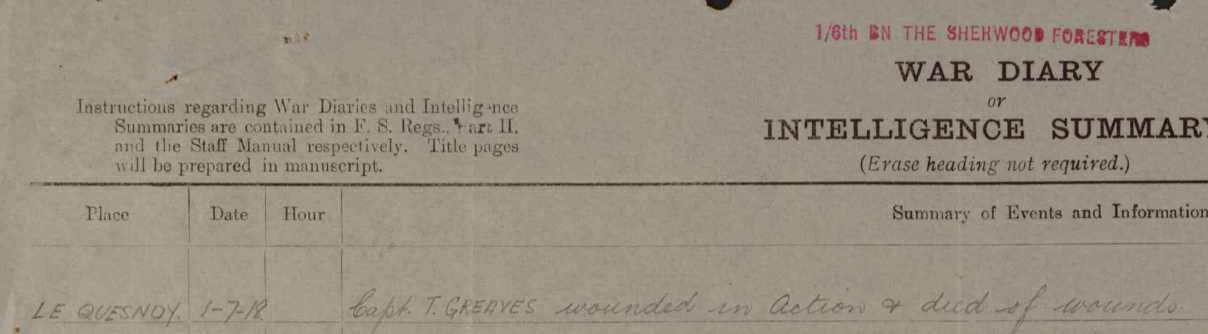 1/6th BN THE SHERWOOD FORESTERS
WAR DIARY
or
INTELLIGENCE SUMMARY
(Erase heading not required.)
Instructions regarding War Diaries and Intelligence
Summaries are contained in F. S. Regs., Part II.
and the Staff Manual respectively. Title pages
will be prepared in manuscript.
Place Date Hour Summary of Events and Information
LE QUESNOY. 1-7-18 Capt. T. GREAVES wounded in Action & died of wounds.